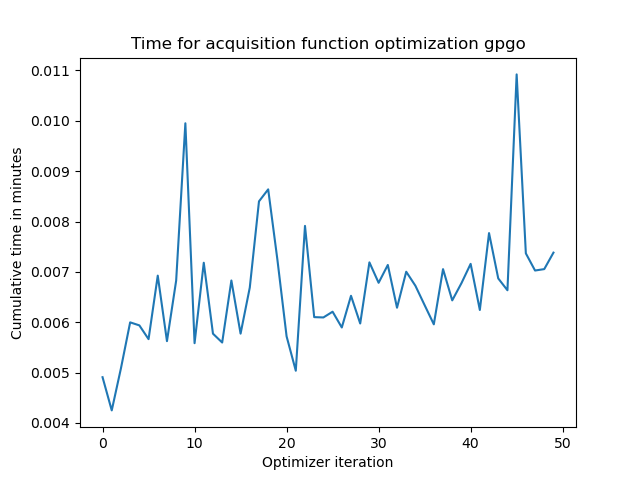 Time for acquisition function optimization gpgo
0.011
0.010
0.009
0.008
0.007
0.006
0.005
0.004
Cumulative time in minutes
0 10 20 30 40 50
Optimizer iteration